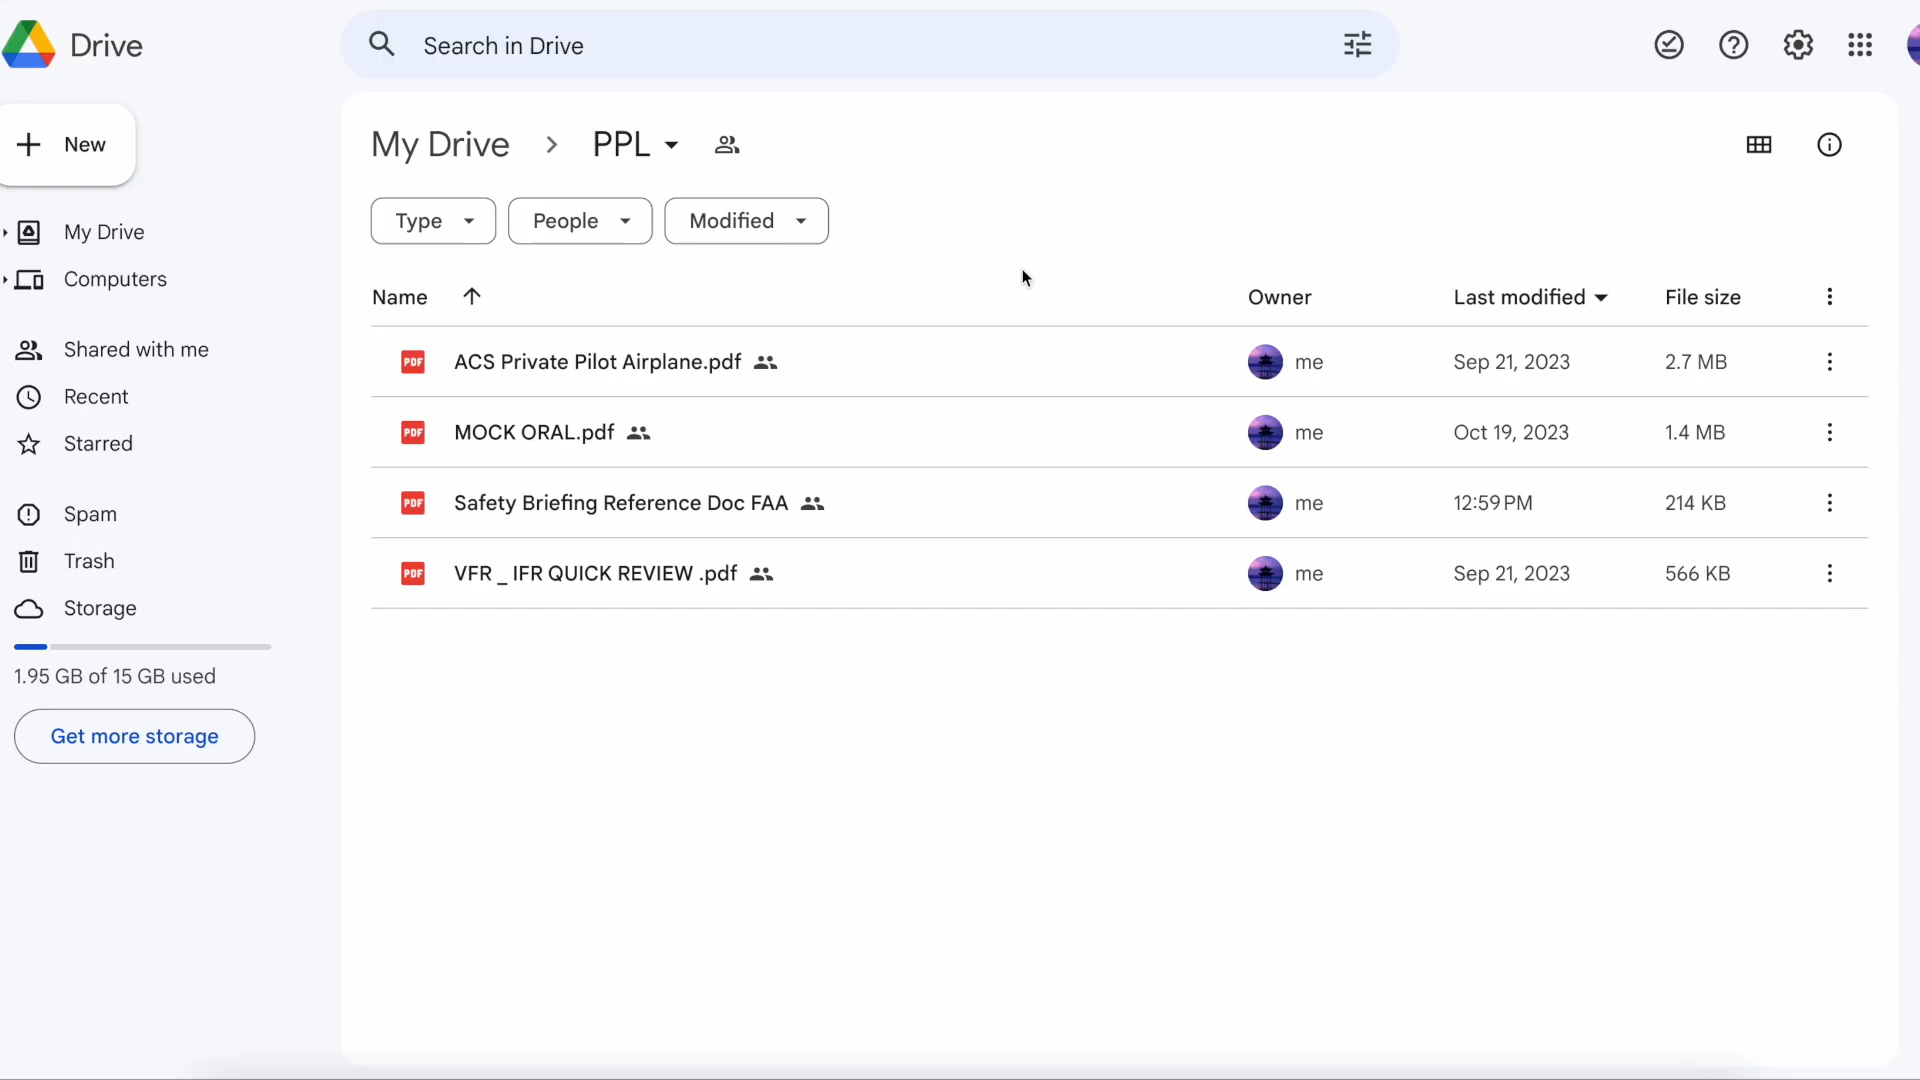 Drive
Search in Drive
New
My Drive
Computers
Shared with me
Recent
Starred
Spam
Trash
Storage
1.95 GB of 15 GB used
Get more storage
My Drive > PPL
Type
People
Modified
Name
Owner
Last modified
File size
PDF ACS Private Pilot Airplane.pdf me Sep 21, 2023 2.7 MB
PDF MOCK ORAL.pdf me Oct 19, 2023 1.4 MB
PDF Safety Briefing Reference Doc FAA me 12:59 PM 214 KB
PDF VFR _ IFR QUICK REVIEW .pdf me Sep 21, 2023 566 KB